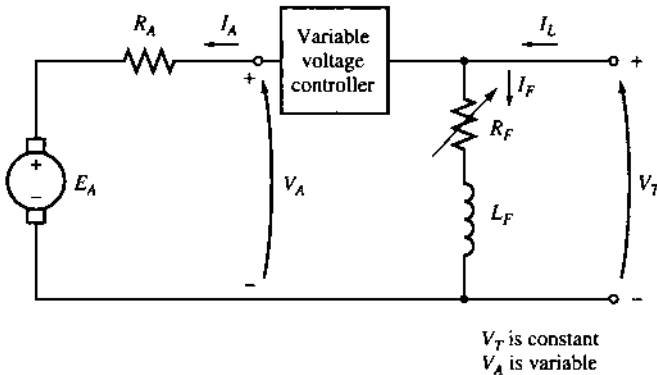 R_A
I_A
Variable
voltage
controller
I_L
+
+
I_F
R_F
+
−
E_A
V_A
V_T
L_F
−
−
V_T is constant
V_A is variable